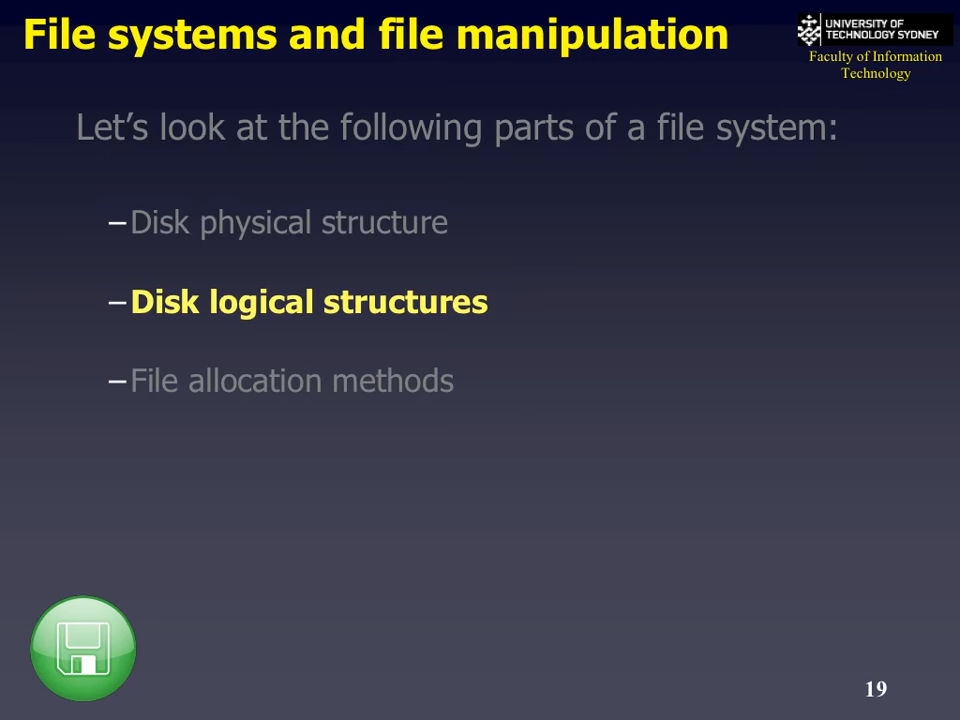 File systems and file manipulation
UNIVERSITY OF
TECHNOLOGY SYDNEY
Faculty of Information
Technology
Let’s look at the following parts of a file system:
–Disk physical structure
–Disk logical structures
–File allocation methods
19